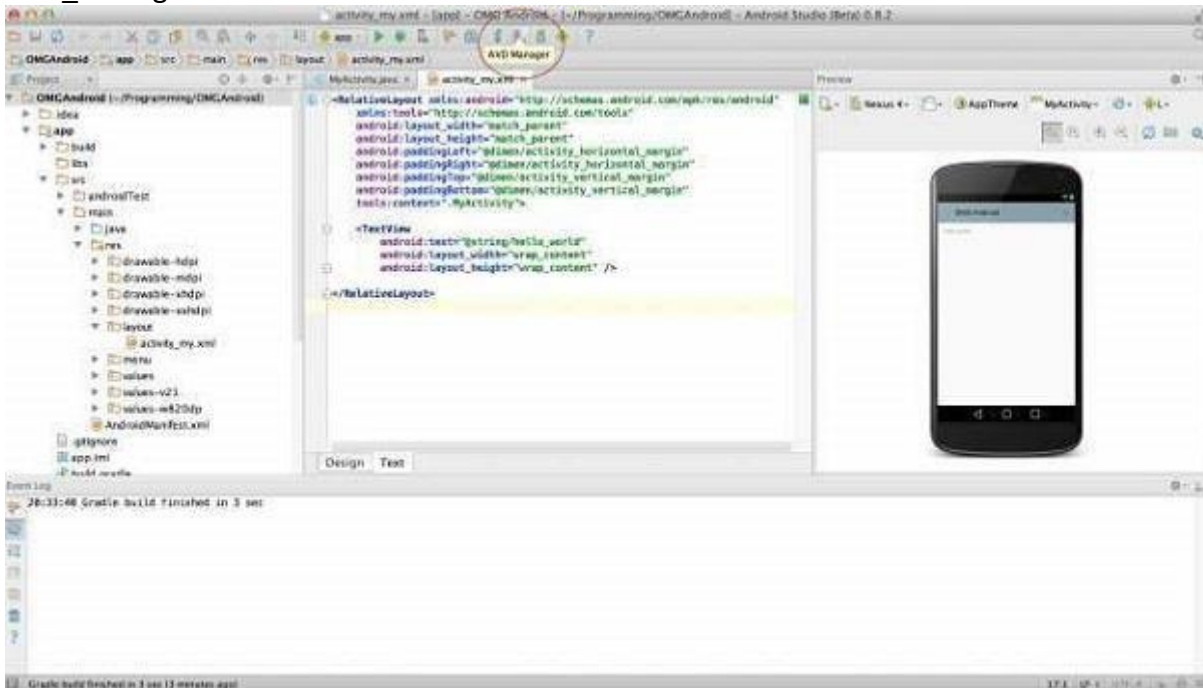 activity_my.xml - [app] - OMGAndroid - [~/Programming/OMGAndroid] - Android Studio (Beta) 0.8.2
app
AVD Manager
OMGAndroid app src main res layout activity_my.xml
Project
MyActivity.java activity_my.xml
Preview
OMGAndroid (~/Programming/OMGAndroid)
.idea
app
build
libs
src
androidTest
main
java
res
drawable-hdpi
drawable-mdpi
drawable-xhdpi
drawable-xxhdpi
layout
activity_my.xml
menu
values
values-v21
values-w820dp
AndroidManifest.xml
.gitignore
app.iml
build.gradle
<RelativeLayout xmlns:android="http://schemas.android.com/apk/res/android"
xmlns:tools="http://schemas.android.com/tools"
android:layout_width="match_parent"
android:layout_height="match_parent"
android:paddingLeft="@dimen/activity_horizontal_margin"
android:paddingRight="@dimen/activity_horizontal_margin"
android:paddingTop="@dimen/activity_vertical_margin"
android:paddingBottom="@dimen/activity_vertical_margin"
tools:context=".MyActivity">
<TextView
android:text="@string/hello_world"
android:layout_width="wrap_content"
android:layout_height="wrap_content" />
</RelativeLayout>
Design Text
Nexus 4 AppTheme MyActivity L
Event Log
20:33:40 Gradle build finished in 3 sec
Gradle build finished in 3 sec (3 minutes ago)
17:1